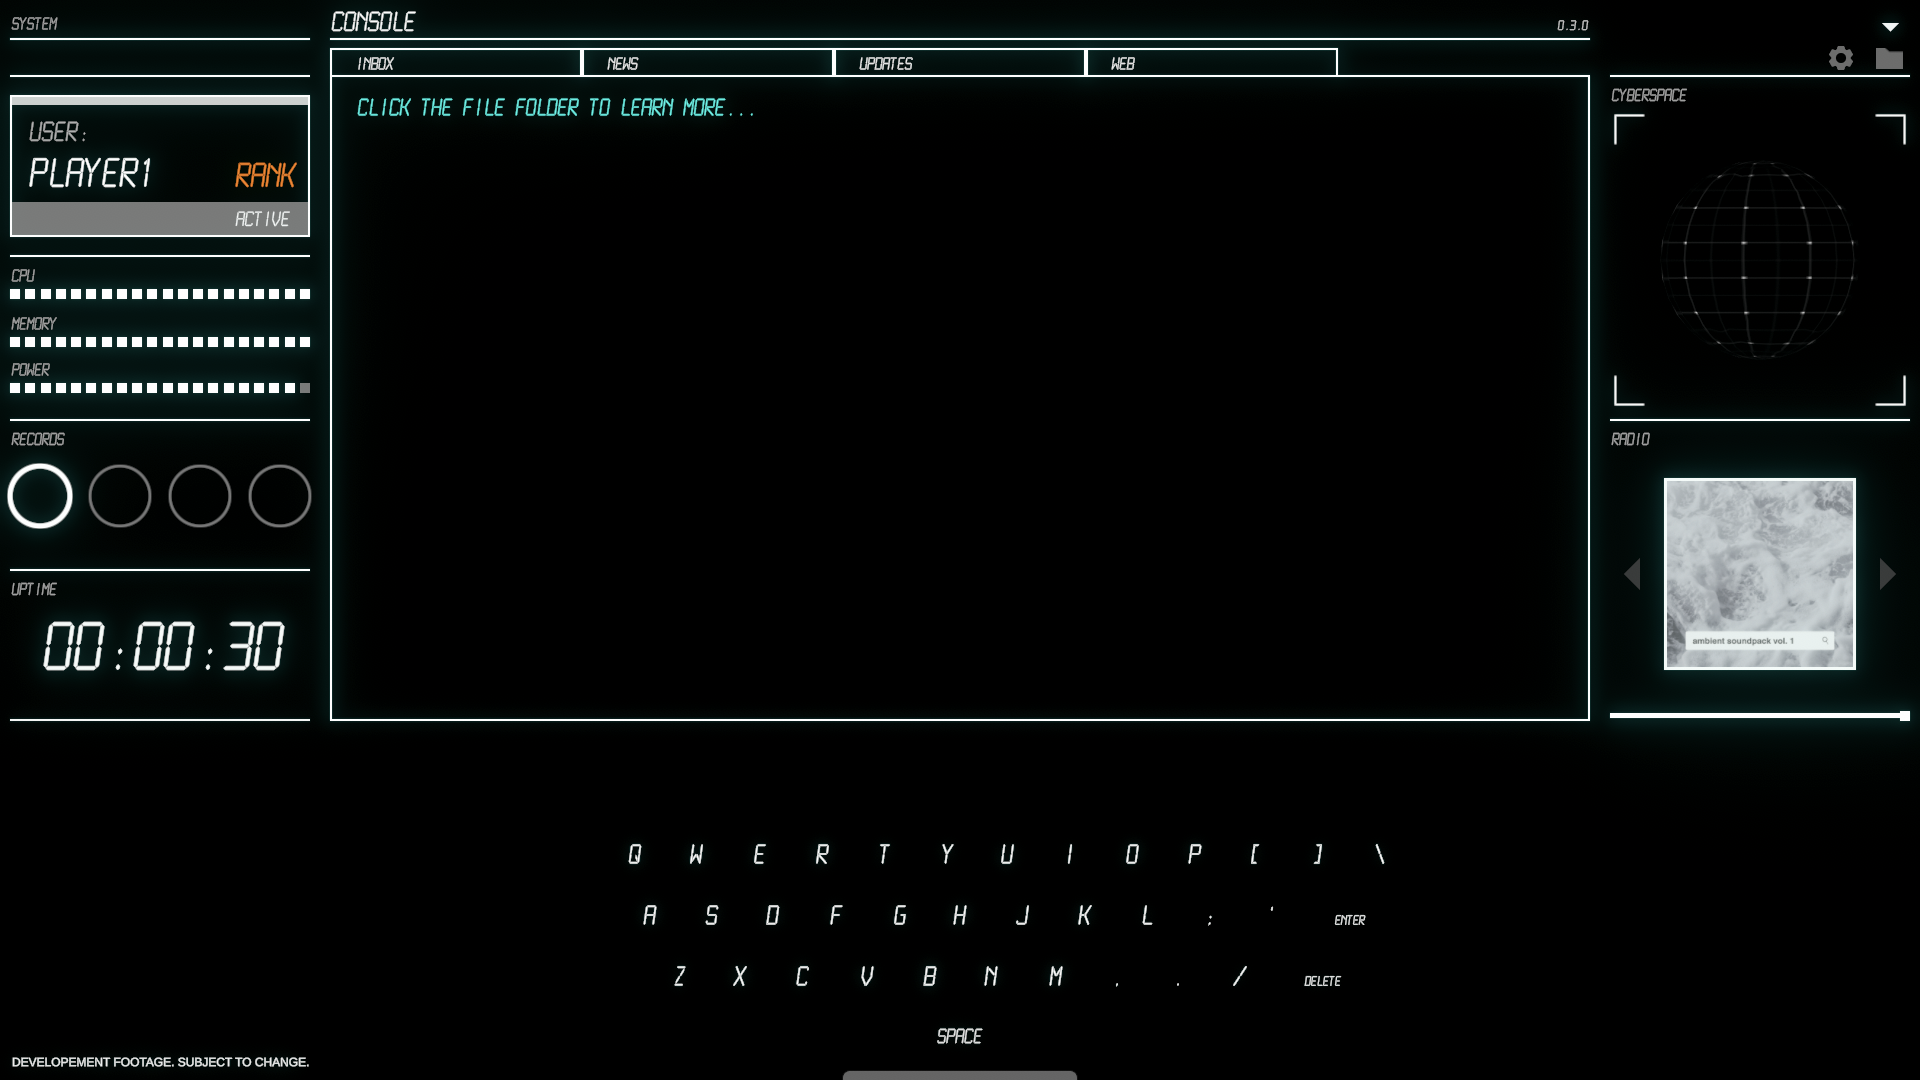 SYSTEM
CONSOLE
0.3.0
INBOX
NEWS
UPDATES
WEB
CLICK THE FILE FOLDER TO LEARN MORE...
USER:
PLAYER1
RANK
ACTIVE
CPU
MEMORY
POWER
RECORDS
UPTIME
00:00:30
CYBERSPACE
RADIO
ambient soundpack vol. 1
Q W E R T Y U I O P [ ] \
A S D F G H J K L ; ' ENTER
Z X C V B N M , . / DELETE
SPACE
DEVELOPEMENT FOOTAGE. SUBJECT TO CHANGE.